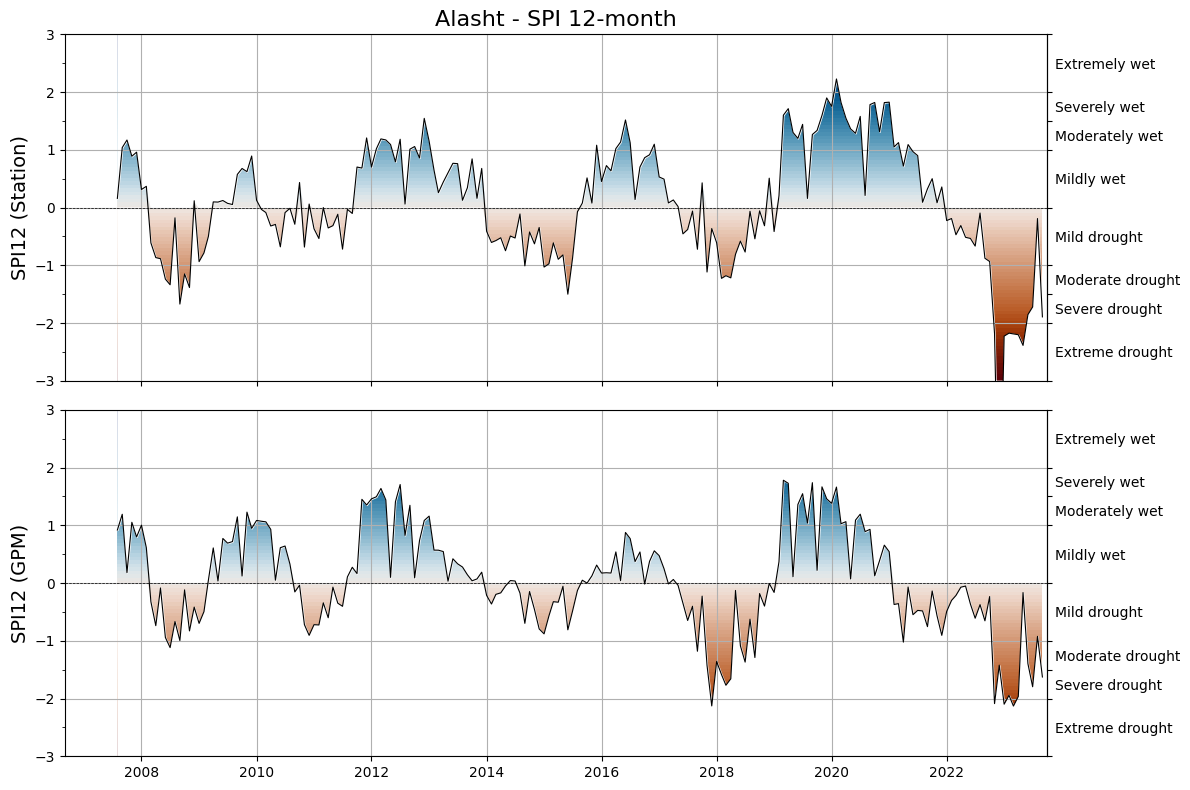 Alasht - SPI 12-month
SPI12 (Station)
3
2
1
0
−1
−2
−3
Extremely wet
Severely wet
Moderately wet
Mildly wet
Mild drought
Moderate drought
Severe drought
Extreme drought
SPI12 (GPM)
3
2
1
0
−1
−2
−3
Extremely wet
Severely wet
Moderately wet
Mildly wet
Mild drought
Moderate drought
Severe drought
Extreme drought
2008 2010 2012 2014 2016 2018 2020 2022